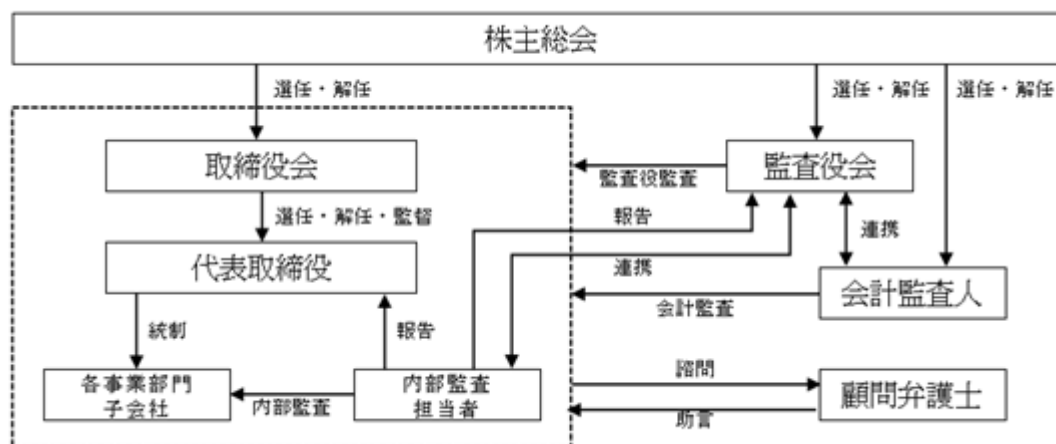 株主総会
選任・解任
選任・解任
選任・解任
取締役会
監査役会
監査役監査
選任・解任・監督
報告
連携
代表取締役
連携
会計監査人
会計監査
統制
報告
各事業部門
子会社
内部監査
内部監査
担当者
諮問
顧問弁護士
助言